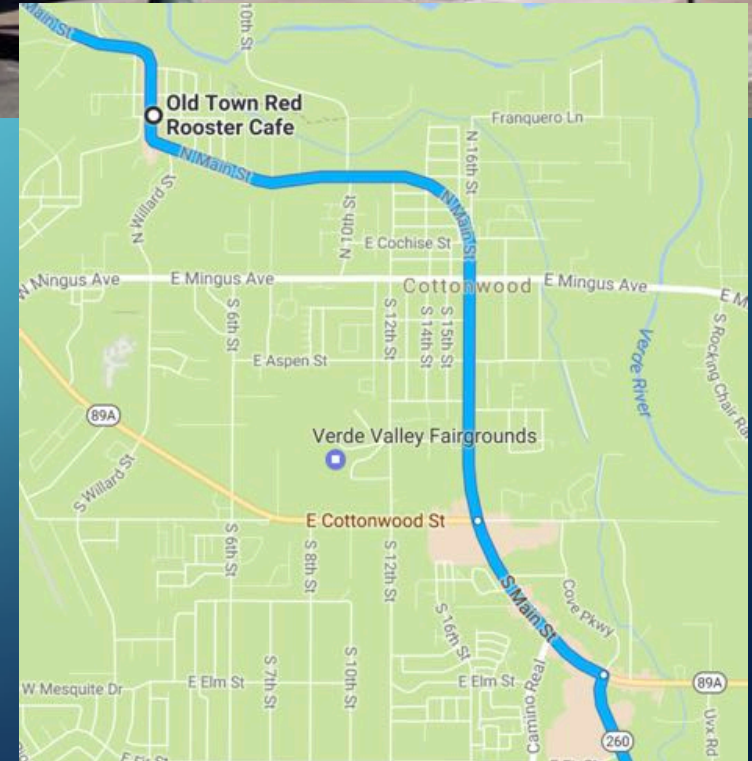 Main St
10th St
Old Town Red
Rooster Cafe
Franquero Ln
N Main St
N 16th St
N Willard St
N 10th St
N Main St
E Cochise St
W Mingus Ave
E Mingus Ave
Cottonwood
E Mingus Ave
E M
S 6th St
S 12th St
S 14th St
S 15th St
Verde River
S Rocking Chair Ra
E Aspen St
89A
Verde Valley Fairgrounds
S Willard St
E Cottonwood St
S 6th St
S 8th St
S 12th St
S Main St
Cove Pkwy
S 16th St
W Mesquite Dr
E Elm St
S 7th St
S 10th St
E Elm St
Camino Real
89A
Uvx Rd
260